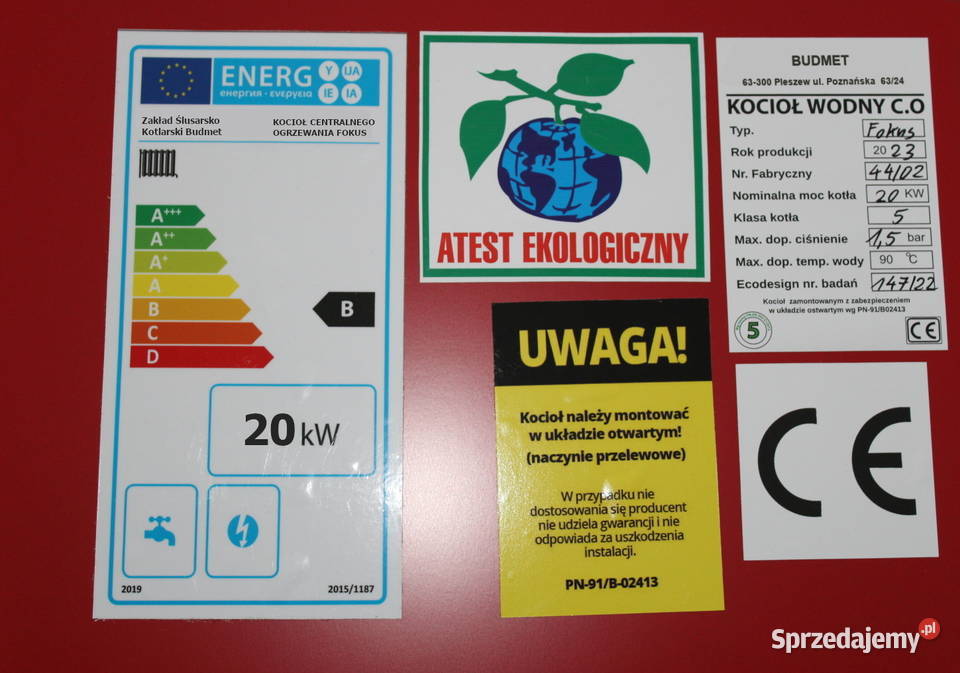 ENERG Y IJA
енергия · ενεργεια IE IA
Zakład Ślusarsko
Kotlarski Budmet
KOCIOŁ CENTRALNEGO
OGRZEWANIA FOKUS
A+++
A++
A+
A
B
C
D
B
20 kW
2019
2015/1187
ATEST EKOLOGICZNY
UWAGA!
Kocioł należy montować
w układzie otwartym!
(naczynie przelewowe)
W przypadku nie
dostosowania się producent
nie udziela gwarancji i nie
odpowiada za uszkodzenia
instalacji.
PN-91/B-02413
BUDMET
63-300 Pleszew ul. Poznańska 63/24
KOCIOŁ WODNY C.O
Typ. Fokus
Rok produkcji 2023
Nr. Fabryczny 44/02
Nominalna moc kotła 20 KW
Klasa kotła 5
Max. dop. ciśnienie 1,5 bar
Max. dop. temp. wody 90 °C
Ecodesign nr. badań 147/22
Kocioł zamontowanym z zabezpieczeniem
w układzie ostwartym wg PN-91/B02413
5
CE
CE
Sprzedajemy.pl